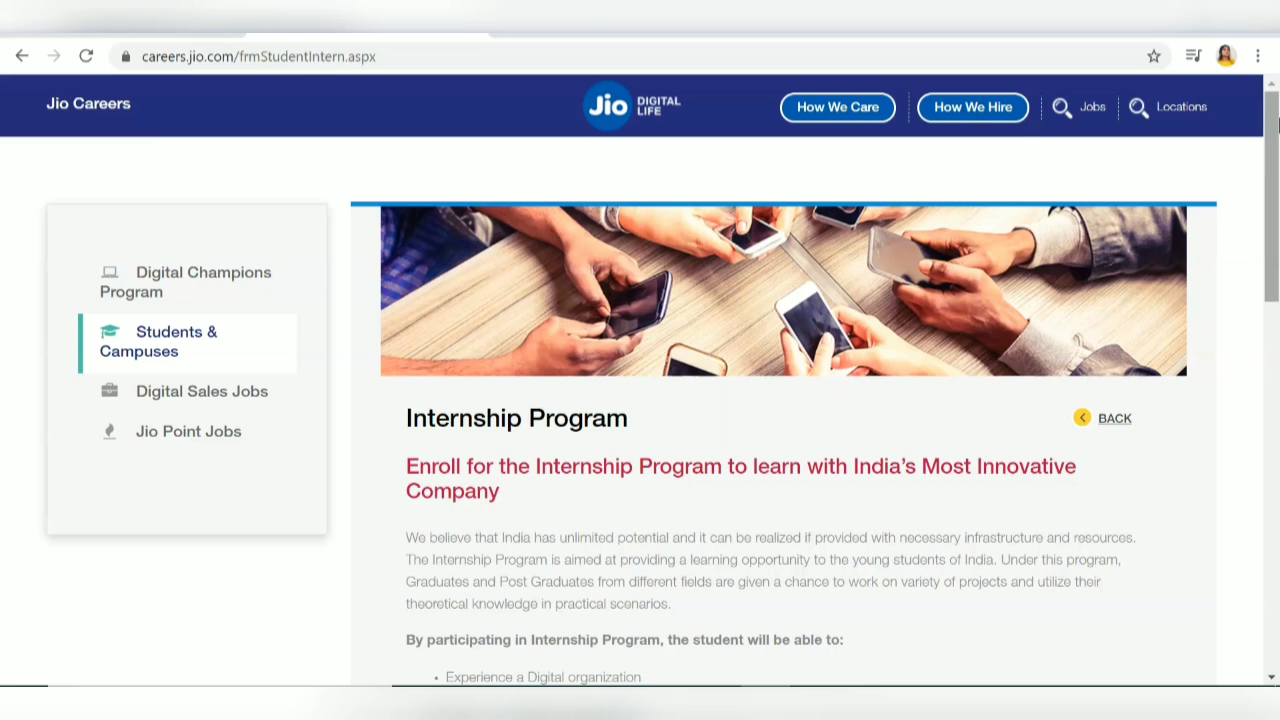 careers.jio.com/frmStudentIntern.aspx
Jio Careers
Jio DIGITAL LIFE
How We Care
How We Hire
Jobs
Locations
Digital Champions
Program
Students &
Campuses
Digital Sales Jobs
Jio Point Jobs
Internship Program
BACK
Enroll for the Internship Program to learn with India's Most Innovative
Company
We believe that India has unlimited potential and it can be realized if provided with necessary infrastructure and resources.
The Internship Program is aimed at providing a learning opportunity to the young students of India. Under this program,
Graduates and Post Graduates from different fields are given a chance to work on variety of projects and utilize their
theoretical knowledge in practical scenarios.
By participating in Internship Program, the student will be able to:
• Experience a Digital organization